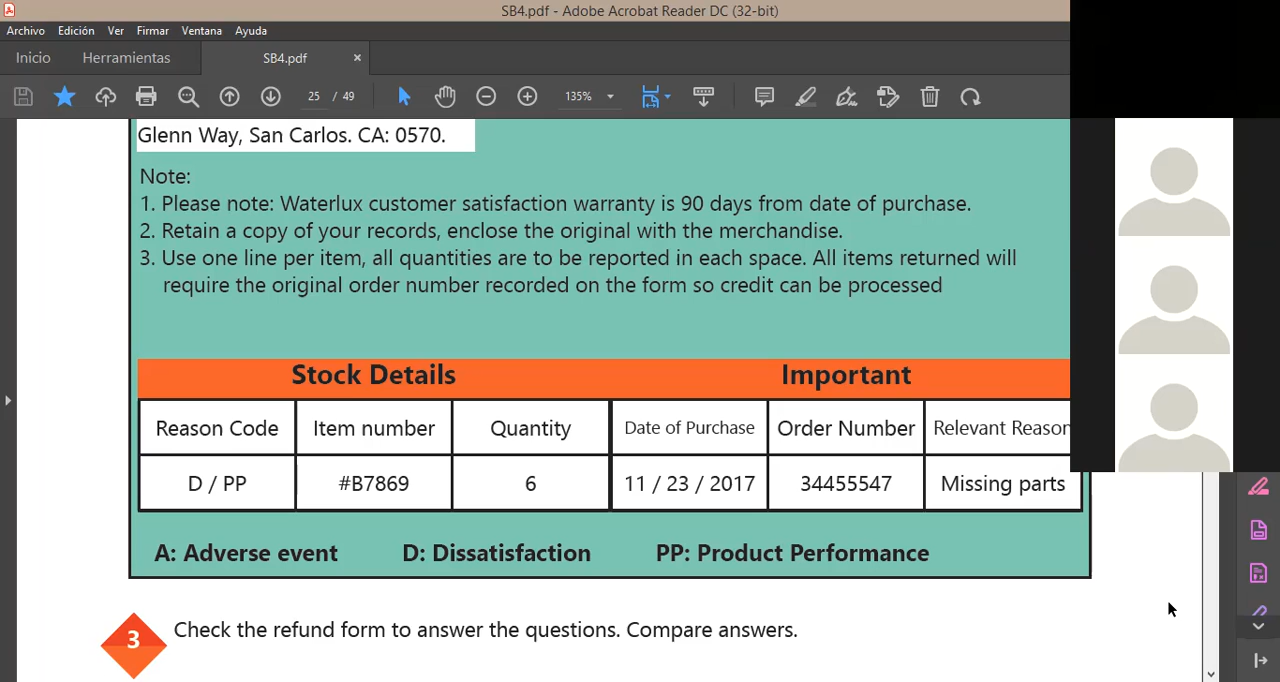 SB4.pdf - Adobe Acrobat Reader DC (32-bit)
Archivo Edición Ver Firmar Ventana Ayuda
Inicio Herramientas SB4.pdf ×
25 / 49 135%
Glenn Way, San Carlos. CA: 0570.
Note:
1. Please note: Waterlux customer satisfaction warranty is 90 days from date of purchase.
2. Retain a copy of your records, enclose the original with the merchandise.
3. Use one line per item, all quantities are to be reported in each space. All items returned will
require the original order number recorded on the form so credit can be processed
Stock Details Important
Reason Code Item number Quantity Date of Purchase Order Number Relevant Reason
D / PP #B7869 6 11 / 23 / 2017 34455547 Missing parts
A: Adverse event D: Dissatisfaction PP: Product Performance
3 Check the refund form to answer the questions. Compare answers.